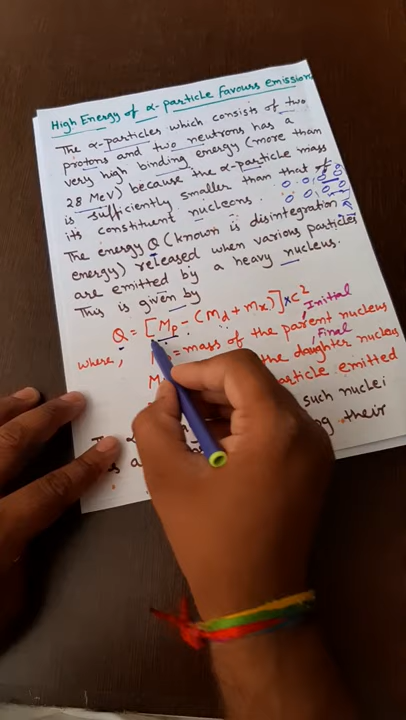 High Energy of α-particle Favours emission
The α-particles which consists of two
protons and two neutrons has a
very high binding energy (more than
28 MeV) because the α-particle mass
is sufficiently smaller than that of
its constituent nucleons.
The energy Q (known is disintegration
energy) released when various particles
are emitted by a heavy nucleus.
This is given by
Q = [Mp - (Md + Mx)] × c²
Initial
where, = mass of the parent nucleus
Final
M the daughter nucleus
particle emitted
such nuclei
their